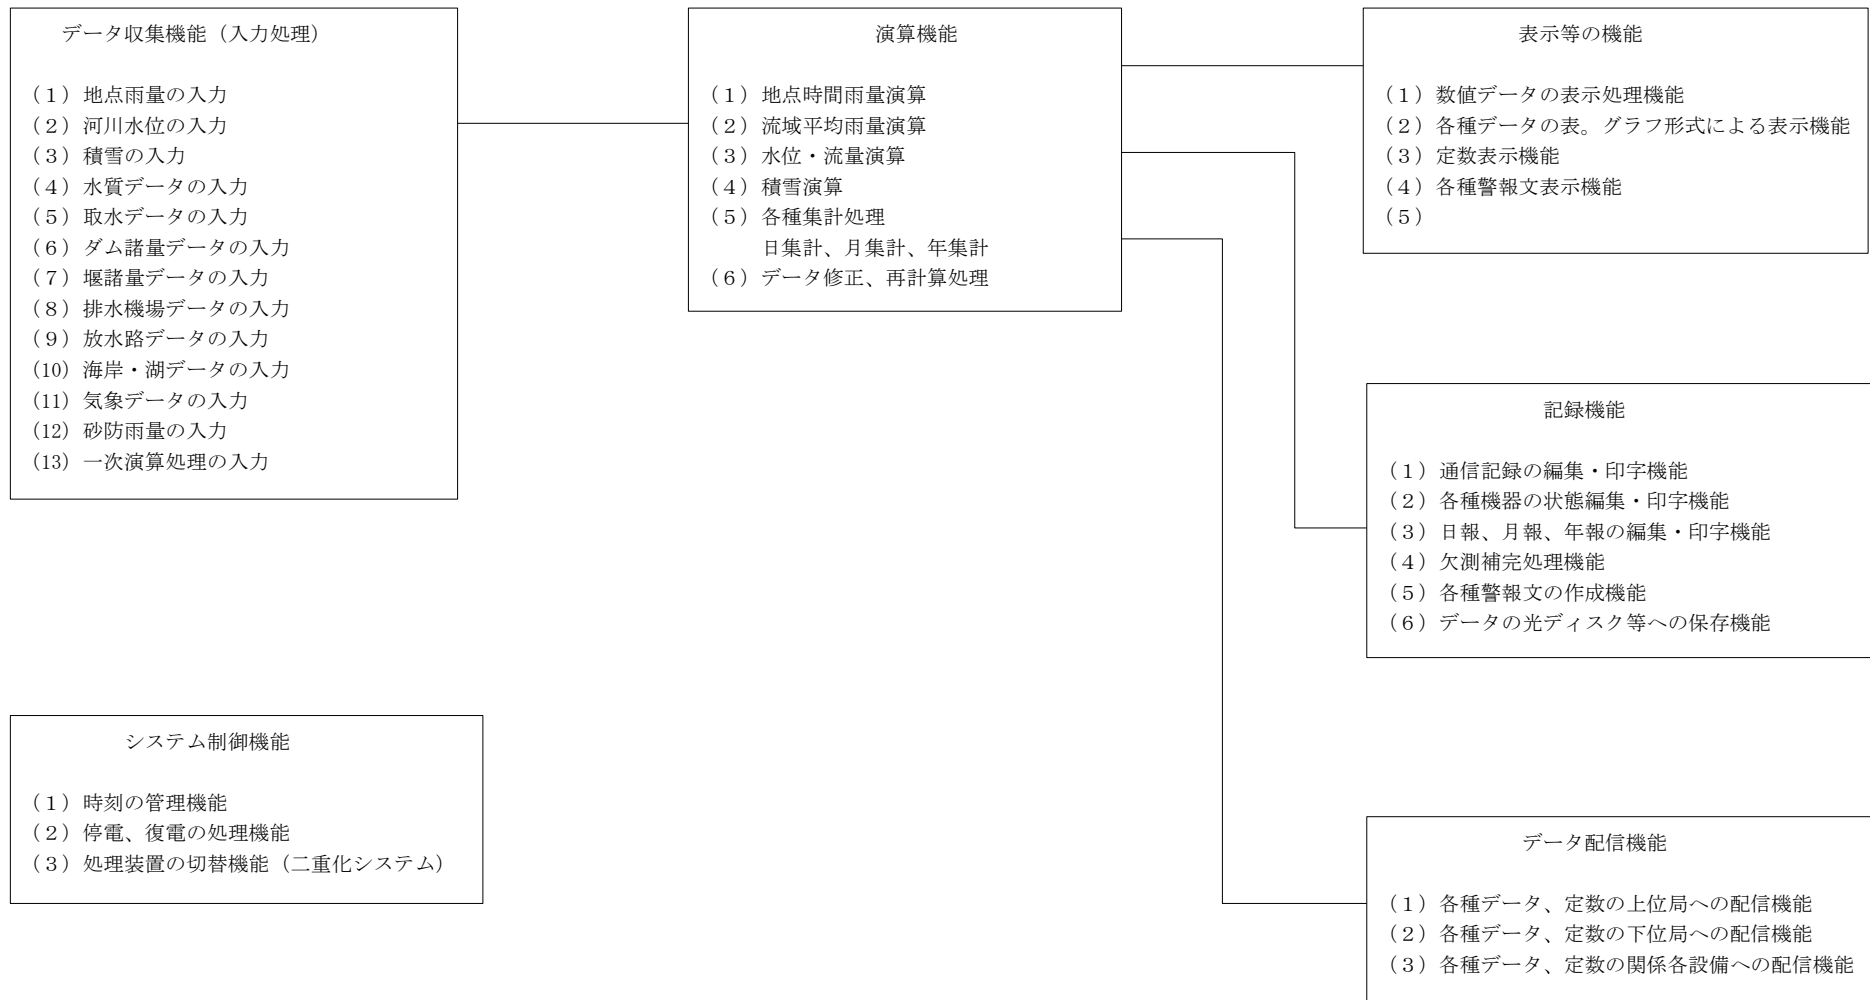 データ収集機能（入力処理）
（１）地点雨量の入力
（２）河川水位の入力
（３）積雪の入力
（４）水質データの入力
（５）取水データの入力
（６）ダム諸量データの入力
（７）堰諸量データの入力
（８）排水機場データの入力
（９）放水路データの入力
(10) 海岸・湖データの入力
(11) 気象データの入力
(12) 砂防雨量の入力
(13) 一次演算処理の入力
演算機能
（１）地点時間雨量演算
（２）流域平均雨量演算
（３）水位・流量演算
（４）積雪演算
（５）各種集計処理
日集計、月集計、年集計
（６）データ修正、再計算処理
表示等の機能
（１）数値データの表示処理機能
（２）各種データの表。グラフ形式による表示機能
（３）定数表示機能
（４）各種警報文表示機能
（５）
記録機能
（１）通信記録の編集・印字機能
（２）各種機器の状態編集・印字機能
（３）日報、月報、年報の編集・印字機能
（４）欠測補完処理機能
（５）各種警報文の作成機能
（６）データの光ディスク等への保存機能
システム制御機能
（１）時刻の管理機能
（２）停電、復電の処理機能
（３）処理装置の切替機能（二重化システム）
データ配信機能
（１）各種データ、定数の上位局への配信機能
（２）各種データ、定数の下位局への配信機能
（３）各種データ、定数の関係各設備への配信機能